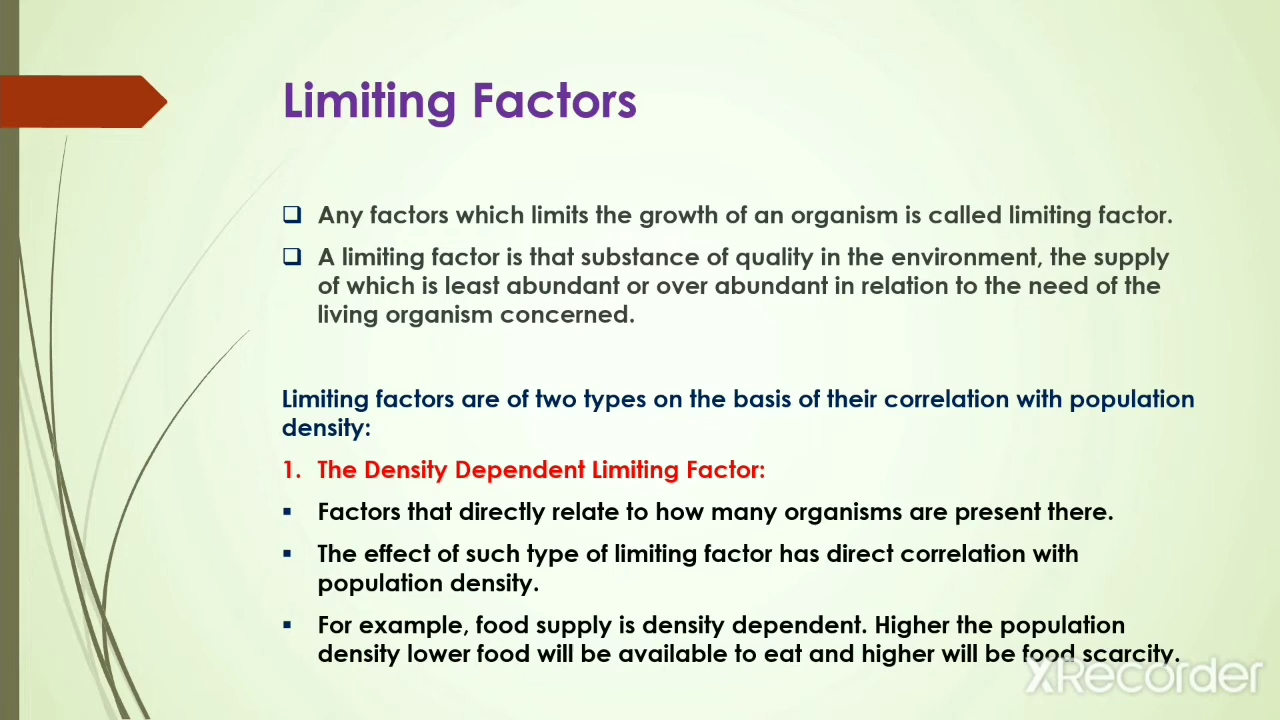 Limiting Factors
Any factors which limits the growth of an organism is called limiting factor.
A limiting factor is that substance of quality in the environment, the supply
of which is least abundant or over abundant in relation to the need of the
living organism concerned.
Limiting factors are of two types on the basis of their correlation with population
density:
1. The Density Dependent Limiting Factor:
Factors that directly relate to how many organisms are present there.
The effect of such type of limiting factor has direct correlation with
population density.
For example, food supply is density dependent. Higher the population
density lower food will be available to eat and higher will be food scarcity.
XRecorder